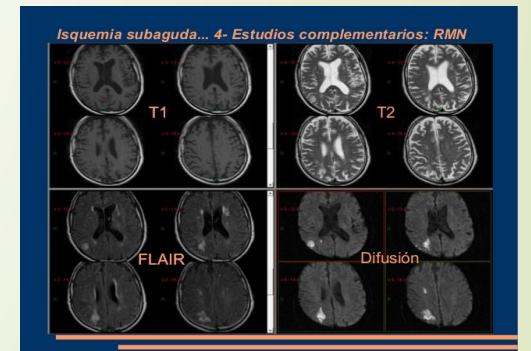 Isquemia subaguda... 4- Estudios complementarios: RMN
T1
T2
FLAIR
Difusión